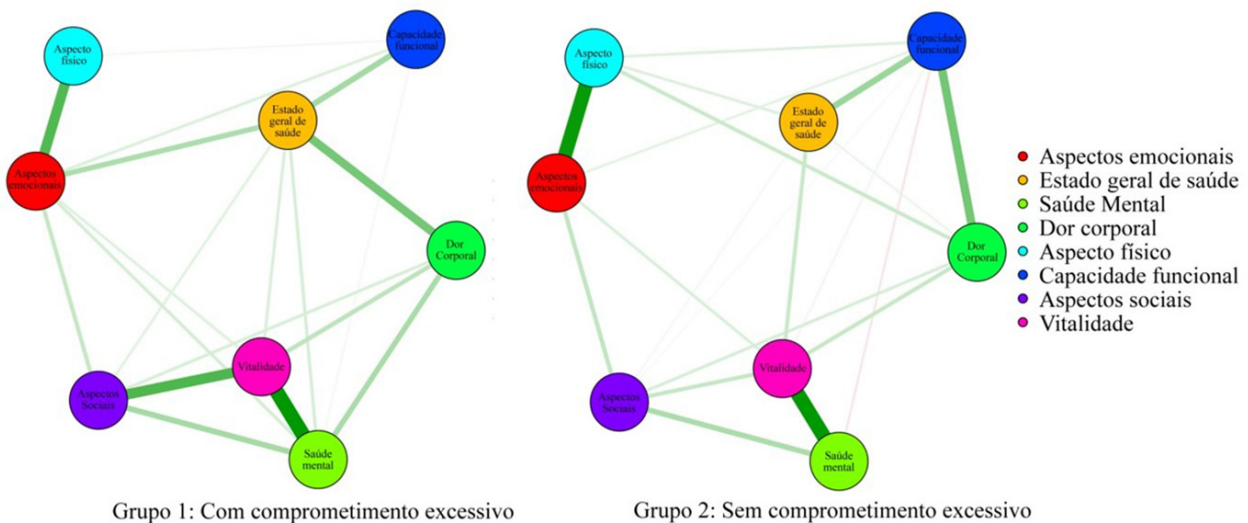 Aspecto
físico
Capacidade
funcional
Estado
geral de
saúde
Aspectos
emocionais
Dor
Corporal
Vitalidade
Aspectos
Sociais
Saúde
mental
Grupo 1: Com comprometimento excessivo
Aspecto
físico
Capacidade
funcional
Estado
geral de
saúde
Aspectos
emocionais
Dor
Corporal
Vitalidade
Aspectos
Sociais
Saúde
mental
Grupo 2: Sem comprometimento excessivo
Aspectos emocionais
Estado geral de saúde
Saúde Mental
Dor corporal
Aspecto físico
Capacidade funcional
Aspectos sociais
Vitalidade